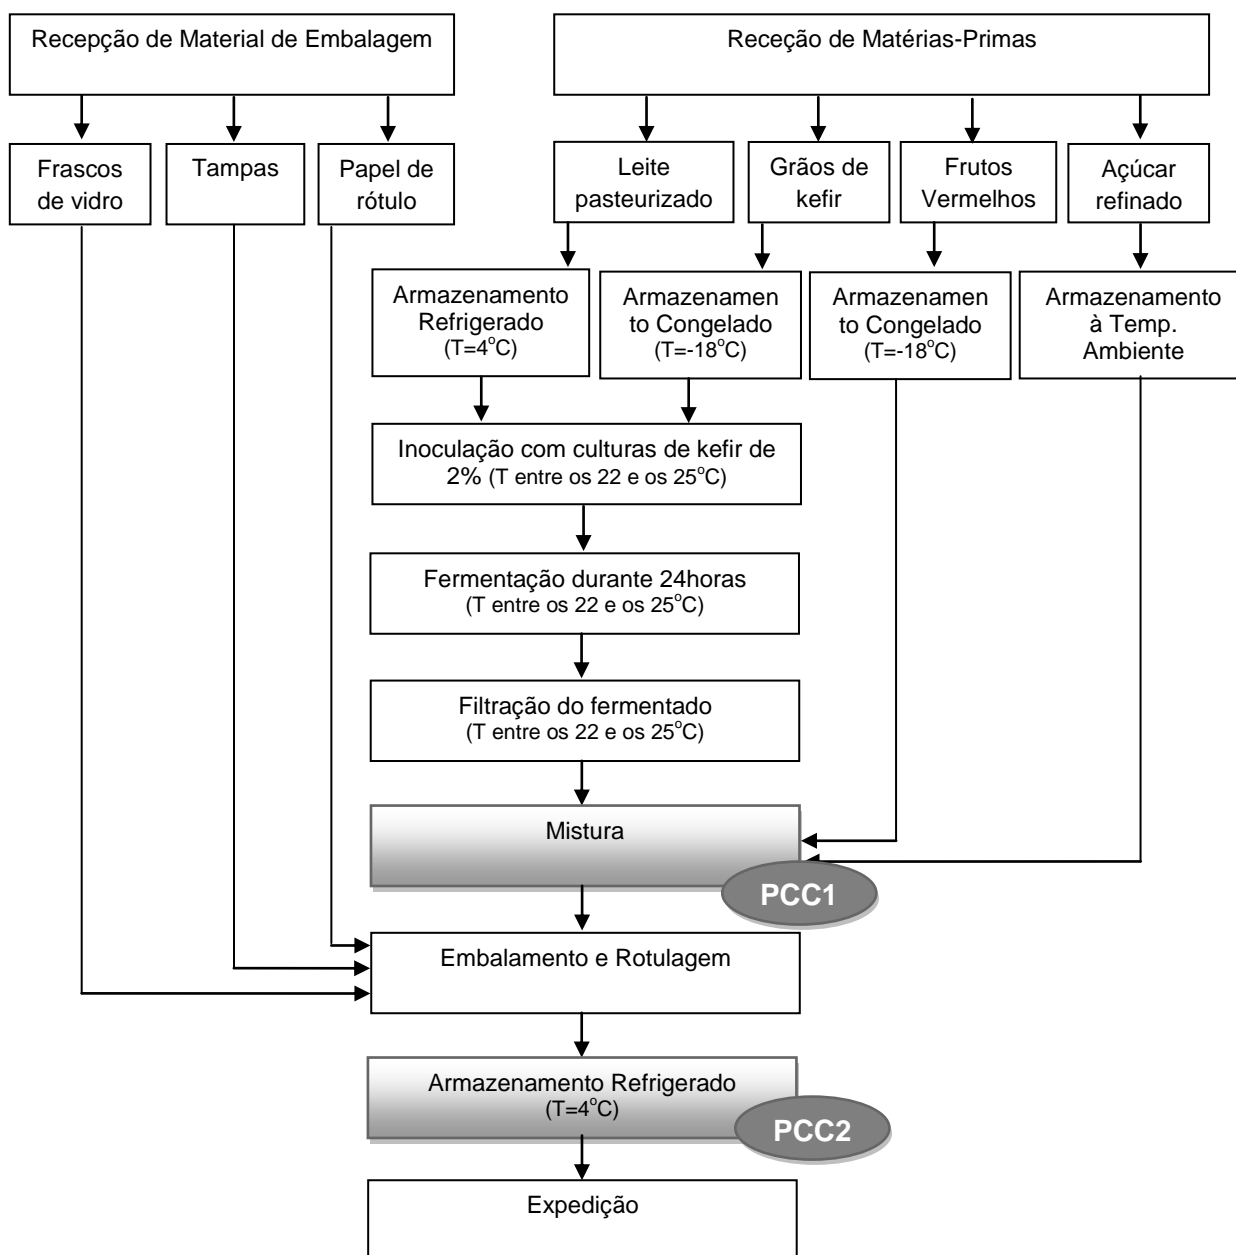 Recepção de Material de Embalagem
Receção de Matérias-Primas
Frascos
de vidro
Tampas
Papel de
rótulo
Leite
pasteurizado
Grãos de
kefir
Frutos
Vermelhos
Açúcar
refinado
Armazenamento
Refrigerado
(T=4°C)
Armazenamen
to Congelado
(T=-18°C)
Armazenamen
to Congelado
(T=-18°C)
Armazenamento
à Temp.
Ambiente
Inoculação com culturas de kefir de
2% (T entre os 22 e os 25°C)
Fermentação durante 24horas
(T entre os 22 e os 25°C)
Filtração do fermentado
(T entre os 22 e os 25°C)
Mistura
PCC1
Embalamento e Rotulagem
Armazenamento Refrigerado
(T=4°C)
PCC2
Expedição